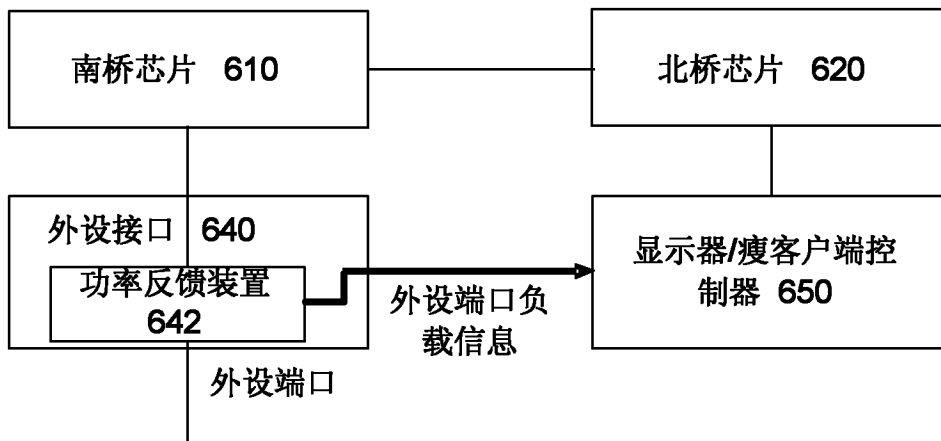 南桥芯片 610
北桥芯片 620
外设接口 640
功率反馈装置
642
外设端口负
载信息
显示器/瘦客户端控
制器 650
外设端口